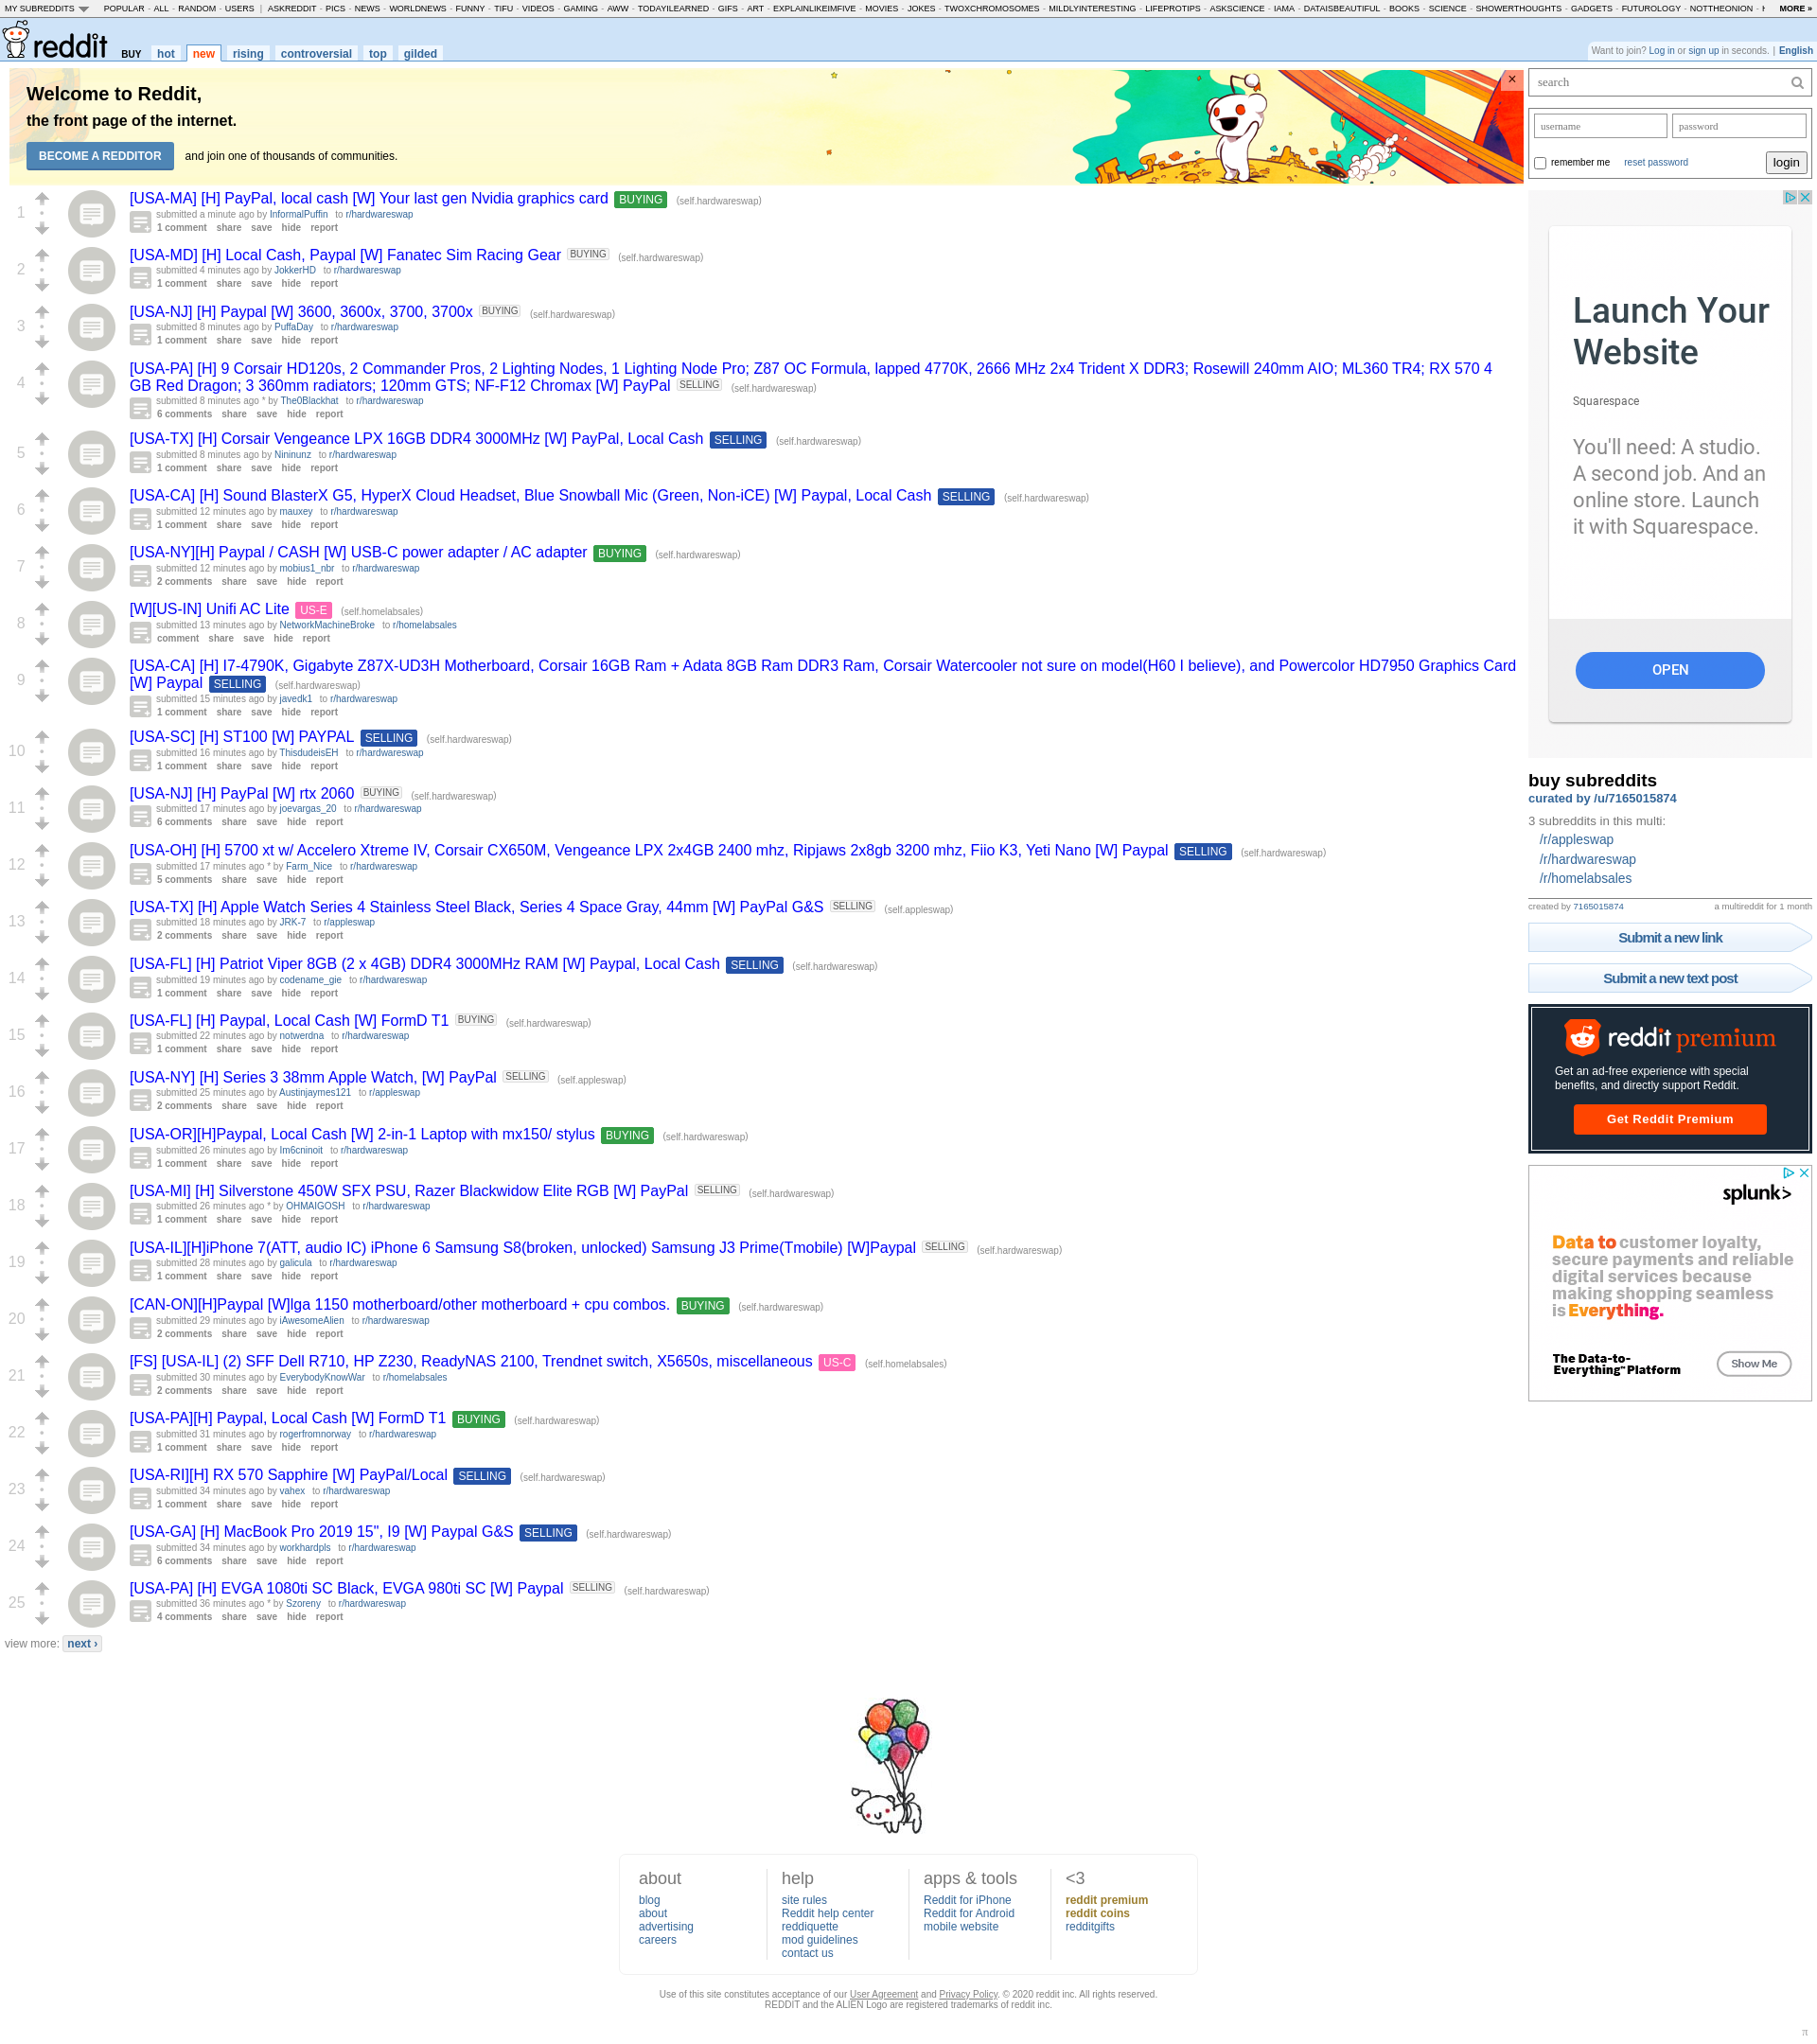 MY SUBREDDITS POPULAR - ALL - RANDOM - USERS | ASKREDDIT - PICS - NEWS - WORLDNEWS - FUNNY - TIFU - VIDEOS - GAMING - AWW - TODAYILEARNED - GIFS - ART - EXPLAINLIKEIMFIVE - MOVIES - JOKES - TWOXCHROMOSOMES - MILDLYINTERESTING - LIFEPROTIPS - ASKSCIENCE - IAMA - DATAISBEAUTIFUL - BOOKS - SCIENCE - SHOWERTHOUGHTS - GADGETS - FUTUROLOGY - NOTTHEONION - MORE »
reddit BUY hot new rising controversial top gilded
Want to join? Log in or sign up in seconds. | English
Welcome to Reddit,
the front page of the internet.
BECOME A REDDITOR and join one of thousands of communities.
×
1
[USA-MA] [H] PayPal, local cash [W] Your last gen Nvidia graphics card BUYING (self.hardwareswap)
submitted a minute ago by InformalPuffin to r/hardwareswap
1 comment share save hide report
2
[USA-MD] [H] Local Cash, Paypal [W] Fanatec Sim Racing Gear BUYING (self.hardwareswap)
submitted 4 minutes ago by JokkerHD to r/hardwareswap
1 comment share save hide report
3
[USA-NJ] [H] Paypal [W] 3600, 3600x, 3700, 3700x BUYING (self.hardwareswap)
submitted 8 minutes ago by PuffaDay to r/hardwareswap
1 comment share save hide report
4
[USA-PA] [H] 9 Corsair HD120s, 2 Commander Pros, 2 Lighting Nodes, 1 Lighting Node Pro; Z87 OC Formula, lapped 4770K, 2666 MHz 2x4 Trident X DDR3; Rosewill 240mm AIO; ML360 TR4; RX 570 4
GB Red Dragon; 3 360mm radiators; 120mm GTS; NF-F12 Chromax [W] PayPal SELLING (self.hardwareswap)
submitted 8 minutes ago * by The0Blackhat to r/hardwareswap
6 comments share save hide report
5
[USA-TX] [H] Corsair Vengeance LPX 16GB DDR4 3000MHz [W] PayPal, Local Cash SELLING (self.hardwareswap)
submitted 8 minutes ago by Nininunz to r/hardwareswap
1 comment share save hide report
6
[USA-CA] [H] Sound BlasterX G5, HyperX Cloud Headset, Blue Snowball Mic (Green, Non-iCE) [W] Paypal, Local Cash SELLING (self.hardwareswap)
submitted 12 minutes ago by mauxey to r/hardwareswap
1 comment share save hide report
7
[USA-NY][H] Paypal / CASH [W] USB-C power adapter / AC adapter BUYING (self.hardwareswap)
submitted 12 minutes ago by mobius1_nbr to r/hardwareswap
2 comments share save hide report
8
[W][US-IN] Unifi AC Lite US-E (self.homelabsales)
submitted 13 minutes ago by NetworkMachineBroke to r/homelabsales
comment share save hide report
9
[USA-CA] [H] I7-4790K, Gigabyte Z87X-UD3H Motherboard, Corsair 16GB Ram + Adata 8GB Ram DDR3 Ram, Corsair Watercooler not sure on model(H60 I believe), and Powercolor HD7950 Graphics Card
[W] Paypal SELLING (self.hardwareswap)
submitted 15 minutes ago by javedk1 to r/hardwareswap
1 comment share save hide report
10
[USA-SC] [H] ST100 [W] PAYPAL SELLING (self.hardwareswap)
submitted 16 minutes ago by ThisdudeisEH to r/hardwareswap
1 comment share save hide report
11
[USA-NJ] [H] PayPal [W] rtx 2060 BUYING (self.hardwareswap)
submitted 17 minutes ago by joevargas_20 to r/hardwareswap
6 comments share save hide report
12
[USA-OH] [H] 5700 xt w/ Accelero Xtreme IV, Corsair CX650M, Vengeance LPX 2x4GB 2400 mhz, Ripjaws 2x8gb 3200 mhz, Fiio K3, Yeti Nano [W] Paypal SELLING (self.hardwareswap)
submitted 17 minutes ago * by Farm_Nice to r/hardwareswap
5 comments share save hide report
13
[USA-TX] [H] Apple Watch Series 4 Stainless Steel Black, Series 4 Space Gray, 44mm [W] PayPal G&S SELLING (self.appleswap)
submitted 18 minutes ago by JRK-7 to r/appleswap
2 comments share save hide report
14
[USA-FL] [H] Patriot Viper 8GB (2 x 4GB) DDR4 3000MHz RAM [W] Paypal, Local Cash SELLING (self.hardwareswap)
submitted 19 minutes ago by codename_gie to r/hardwareswap
1 comment share save hide report
15
[USA-FL] [H] Paypal, Local Cash [W] FormD T1 BUYING (self.hardwareswap)
submitted 22 minutes ago by notwerdna to r/hardwareswap
1 comment share save hide report
16
[USA-NY] [H] Series 3 38mm Apple Watch, [W] PayPal SELLING (self.appleswap)
submitted 25 minutes ago by Austinjaymes121 to r/appleswap
2 comments share save hide report
17
[USA-OR][H]Paypal, Local Cash [W] 2-in-1 Laptop with mx150/ stylus BUYING (self.hardwareswap)
submitted 26 minutes ago by Im6cninoit to r/hardwareswap
1 comment share save hide report
18
[USA-MI] [H] Silverstone 450W SFX PSU, Razer Blackwidow Elite RGB [W] PayPal SELLING (self.hardwareswap)
submitted 26 minutes ago * by OHMAIGOSH to r/hardwareswap
1 comment share save hide report
19
[USA-IL][H]iPhone 7(ATT, audio IC) iPhone 6 Samsung S8(broken, unlocked) Samsung J3 Prime(Tmobile) [W]Paypal SELLING (self.hardwareswap)
submitted 28 minutes ago by galicula to r/hardwareswap
1 comment share save hide report
20
[CAN-ON][H]Paypal [W]lga 1150 motherboard/other motherboard + cpu combos. BUYING (self.hardwareswap)
submitted 29 minutes ago by iAwesomeAlien to r/hardwareswap
2 comments share save hide report
21
[FS] [USA-IL] (2) SFF Dell R710, HP Z230, ReadyNAS 2100, Trendnet switch, X5650s, miscellaneous US-C (self.homelabsales)
submitted 30 minutes ago by EverybodyKnowWar to r/homelabsales
2 comments share save hide report
22
[USA-PA][H] Paypal, Local Cash [W] FormD T1 BUYING (self.hardwareswap)
submitted 31 minutes ago by rogerfromnorway to r/hardwareswap
1 comment share save hide report
23
[USA-RI][H] RX 570 Sapphire [W] PayPal/Local SELLING (self.hardwareswap)
submitted 34 minutes ago by vahex to r/hardwareswap
1 comment share save hide report
24
[USA-GA] [H] MacBook Pro 2019 15", I9 [W] Paypal G&S SELLING (self.hardwareswap)
submitted 34 minutes ago by workhardpls to r/hardwareswap
6 comments share save hide report
25
[USA-PA] [H] EVGA 1080ti SC Black, EVGA 980ti SC [W] Paypal SELLING (self.hardwareswap)
submitted 36 minutes ago * by Szoreny to r/hardwareswap
4 comments share save hide report
view more: next ›
search
username password
remember me reset password login
Launch Your
Website
Squarespace
You'll need: A studio.
A second job. And an
online store. Launch
it with Squarespace.
OPEN
buy subreddits
curated by /u/7165015874
3 subreddits in this multi:
/r/appleswap
/r/hardwareswap
/r/homelabsales
created by 7165015874 a multireddit for 1 month
Submit a new link
Submit a new text post
reddit premium
Get an ad-free experience with special
benefits, and directly support Reddit.
Get Reddit Premium
splunk>
Data to customer loyalty,
secure payments and reliable
digital services because
making shopping seamless
is Everything.
The Data-to-
Everything™ Platform
Show Me
about
blog
about
advertising
careers
help
site rules
Reddit help center
reddiquette
mod guidelines
contact us
apps & tools
Reddit for iPhone
Reddit for Android
mobile website
<3
reddit premium
reddit coins
redditgifts
Use of this site constitutes acceptance of our User Agreement and Privacy Policy. © 2020 reddit inc. All rights reserved.
REDDIT and the ALIEN Logo are registered trademarks of reddit inc.
π